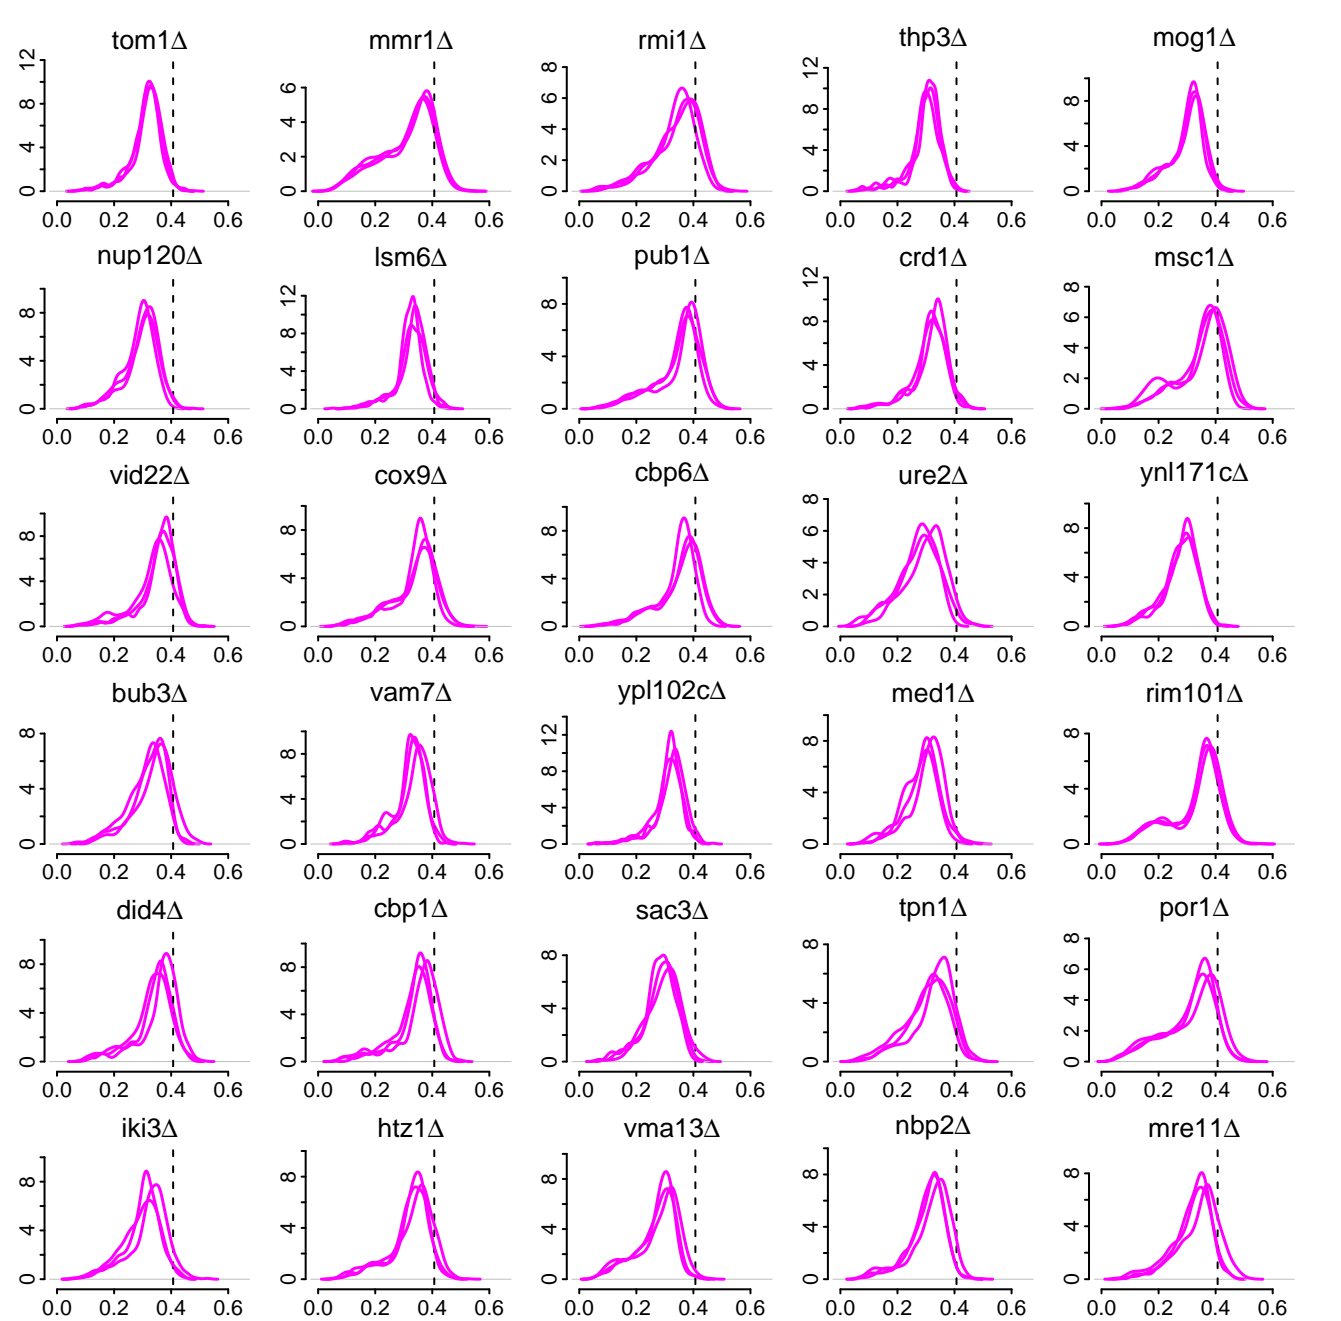 tom1Δ mmr1Δ rmi1Δ thp3Δ mog1Δ
0 4 8 12 0 2 4 6 0 2 4 6 8 0 4 8 12 0 4 8
0.0 0.2 0.4 0.6 0.0 0.2 0.4 0.6 0.0 0.2 0.4 0.6 0.0 0.2 0.4 0.6 0.0 0.2 0.4 0.6
nup120Δ lsm6Δ pub1Δ crd1Δ msc1Δ
0 4 8 0 4 8 12 0 4 8 0 4 8 12 0 2 4 6 8
0.0 0.2 0.4 0.6 0.0 0.2 0.4 0.6 0.0 0.2 0.4 0.6 0.0 0.2 0.4 0.6 0.0 0.2 0.4 0.6
vid22Δ cox9Δ cbp6Δ ure2Δ ynl171cΔ
0 4 8 0 4 8 0 4 8 0 2 4 6 8 0 4 8
0.0 0.2 0.4 0.6 0.0 0.2 0.4 0.6 0.0 0.2 0.4 0.6 0.0 0.2 0.4 0.6 0.0 0.2 0.4 0.6
bub3Δ vam7Δ ypl102cΔ med1Δ rim101Δ
0 4 8 0 4 8 0 4 8 12 0 4 8 0 4 8
0.0 0.2 0.4 0.6 0.0 0.2 0.4 0.6 0.0 0.2 0.4 0.6 0.0 0.2 0.4 0.6 0.0 0.2 0.4 0.6
did4Δ cbp1Δ sac3Δ tpn1Δ por1Δ
0 4 8 0 4 8 0 4 8 0 4 8 0 2 4 6 8
0.0 0.2 0.4 0.6 0.0 0.2 0.4 0.6 0.0 0.2 0.4 0.6 0.0 0.2 0.4 0.6 0.0 0.2 0.4 0.6
iki3Δ htz1Δ vma13Δ nbp2Δ mre11Δ
0 4 8 0 4 8 0 4 8 0 4 8 0 4 8
0.0 0.2 0.4 0.6 0.0 0.2 0.4 0.6 0.0 0.2 0.4 0.6 0.0 0.2 0.4 0.6 0.0 0.2 0.4 0.6